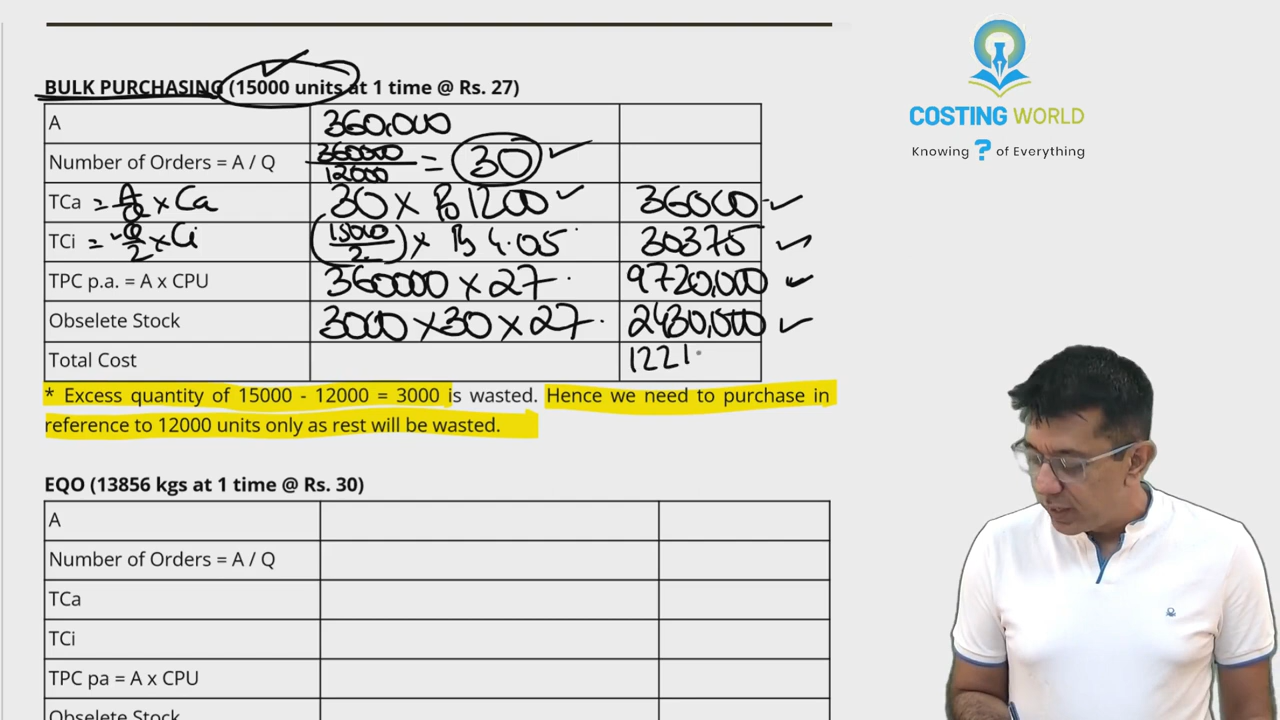 COSTING WORLD
Knowing ? of Everything
BULK PURCHASING (15000 units at 1 time @ Rs. 27)
A 360,000
Number of Orders = A / Q 360000 / 12000 = 30
TCa = A/Q x Ca 30 x Rs 1200 36000
TCi = Q/2 x Ci (15000/2) x Rs 4.05 30375
TPC p.a. = A x CPU 360000 x 27 9720,000
Obselete Stock 3000 x 30 x 27 2430,000
Total Cost 1221
* Excess quantity of 15000 - 12000 = 3000 is wasted. Hence we need to purchase in
reference to 12000 units only as rest will be wasted.
EQO (13856 kgs at 1 time @ Rs. 30)
A
Number of Orders = A / Q
TCa
TCi
TPC pa = A x CPU
Obselete Stock